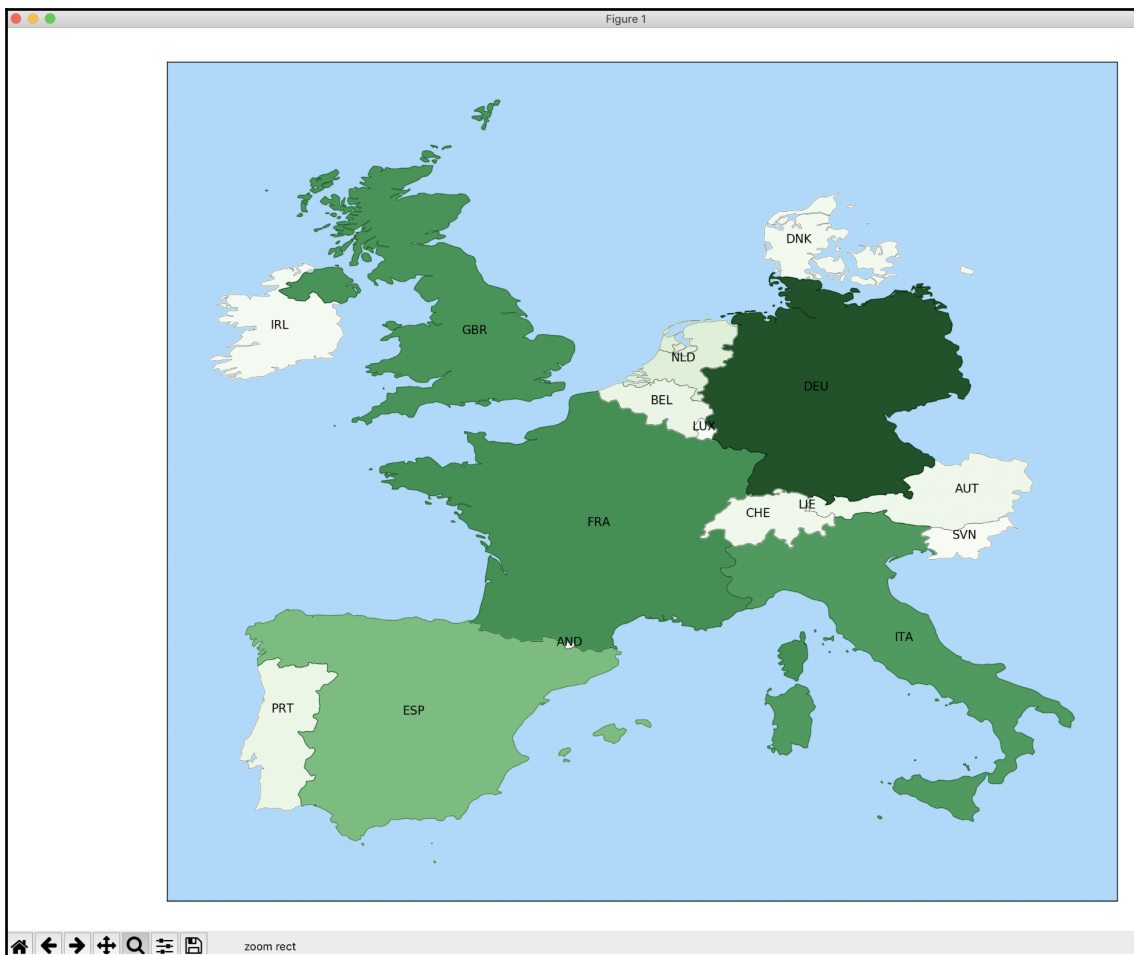 Figure 1
DNK
IRL
GBR
NLD
DEU
BEL
LUX
AUT
LIE
CHE
FRA
SVN
ITA
AND
PRT
ESP
zoom rect